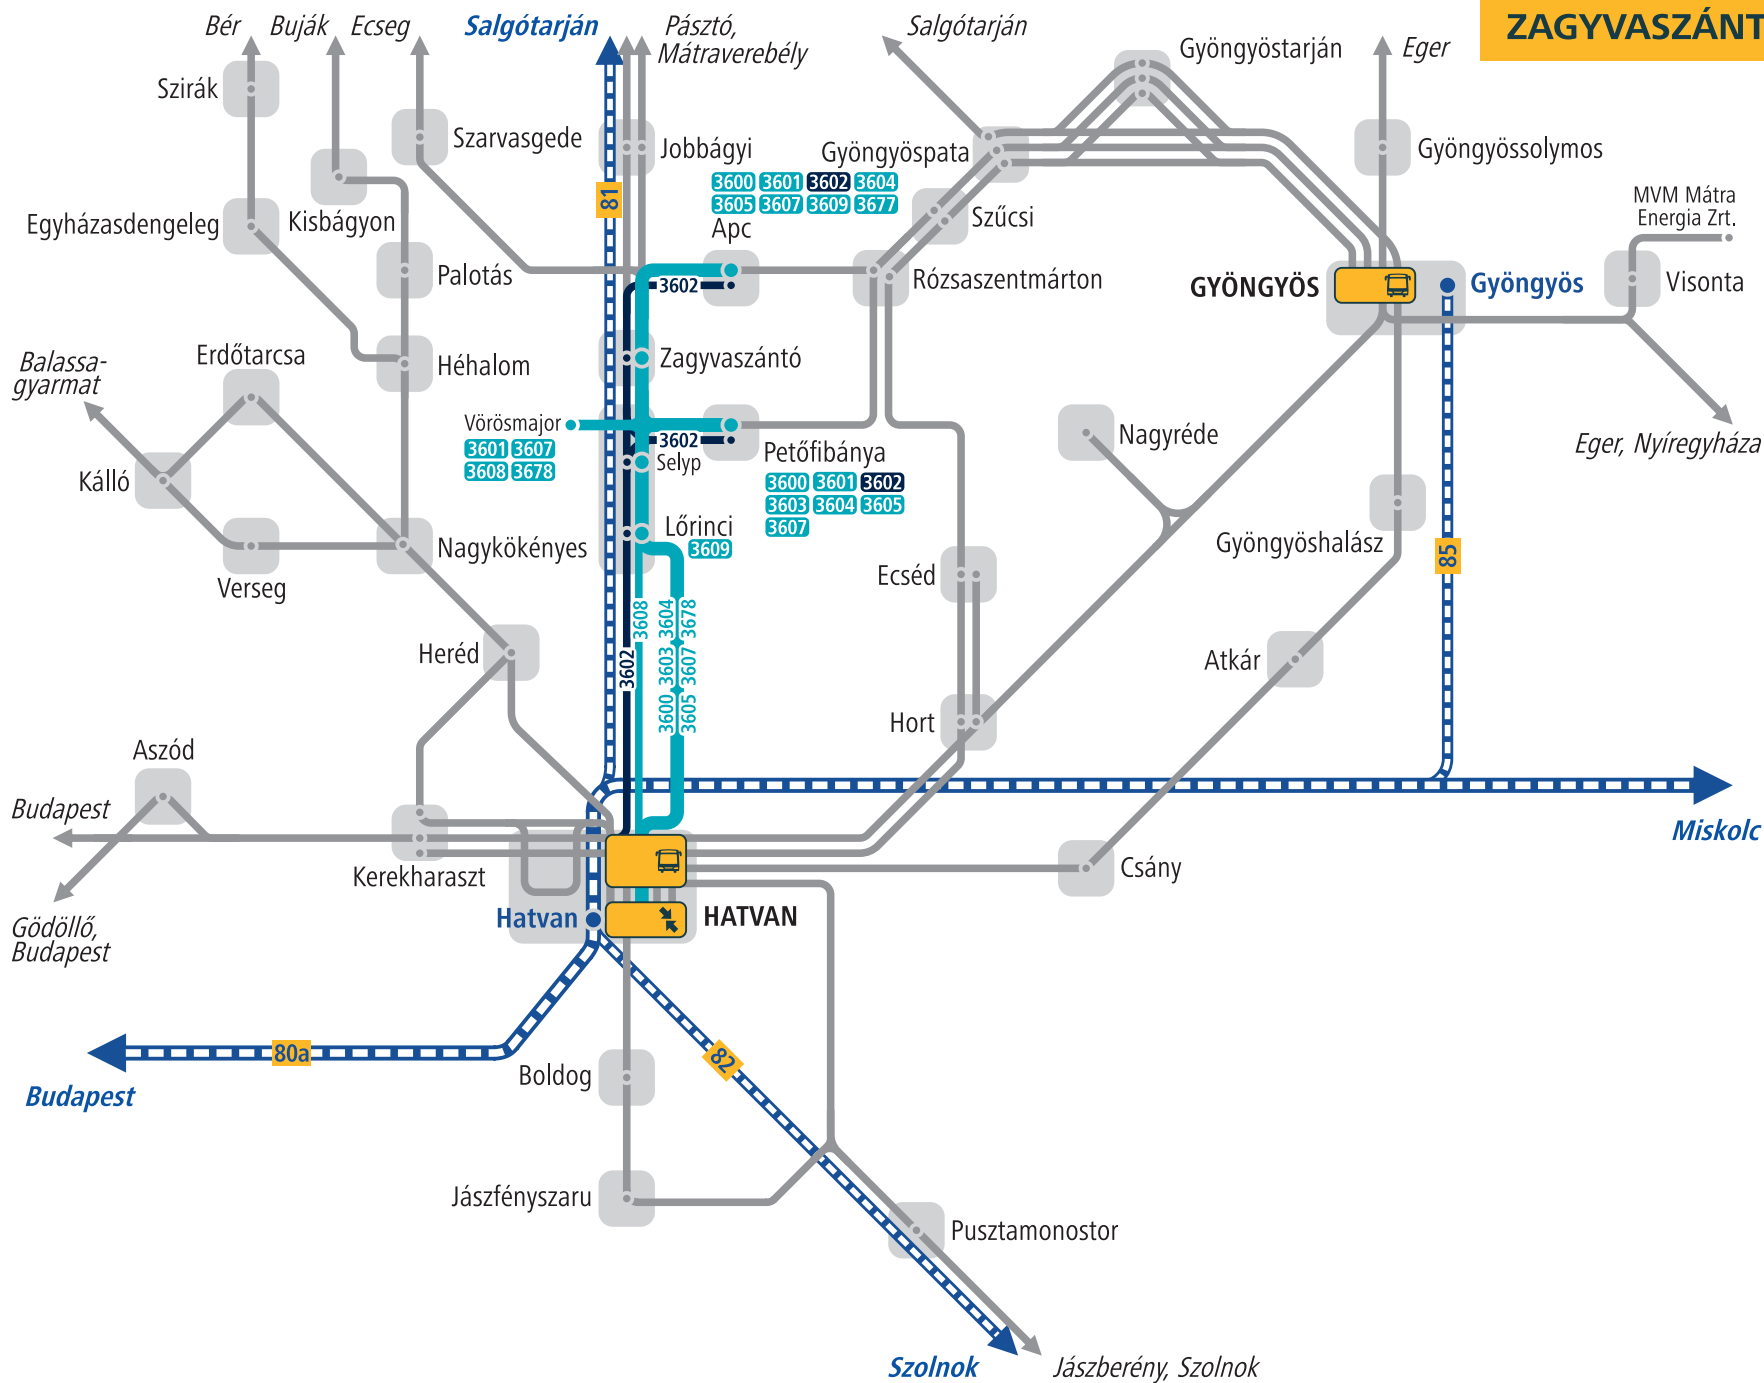 ZAGYVASZÁNT
Bér
Buják
Ecseg
Salgótarján
Pásztó,
Mátraverebély
Salgótarján
Gyöngyöstarján
Eger
Szirák
Szarvasgede
Jobbágyi
Gyöngyöspata
Gyöngyössolymos
3600 3601 3602 3604
3605 3607 3609 3677
Apc
81
Kisbágyon
Egyházasdengeleg
Szűcsi
MVM Mátra
Energia Zrt.
Palotás
3602
Rózsaszentmárton
GYÖNGYÖS
Gyöngyös
Visonta
Balassa-
gyarmat
Erdőtarcsa
Héhalom
Zagyvaszántó
Vörösmajor
3601 3607
3608 3678
3602
Selyp
Petőfibánya
3600 3601 3602
3603 3604 3605
3607
Nagyréde
Eger, Nyíregyháza
Kálló
Lőrinci
3609
Nagykökényes
Verseg
Gyöngyöshalász
85
Ecséd
3608
3602
3600 3603 3604
3605 3607 3678
Heréd
Atkár
Hort
Aszód
Budapest
Miskolc
Kerekharaszt
Csány
Hatvan
HATVAN
Gödöllő,
Budapest
80a
82
Budapest
Boldog
Jászfényszaru
Pusztamonostor
Szolnok
Jászberény, Szolnok